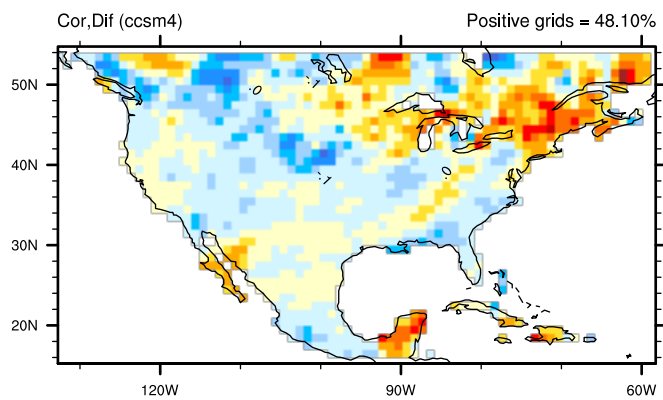 Cor,Dif (ccsm4) Positive grids = 48.10%
50N
40N
30N
20N
120W 90W 60W